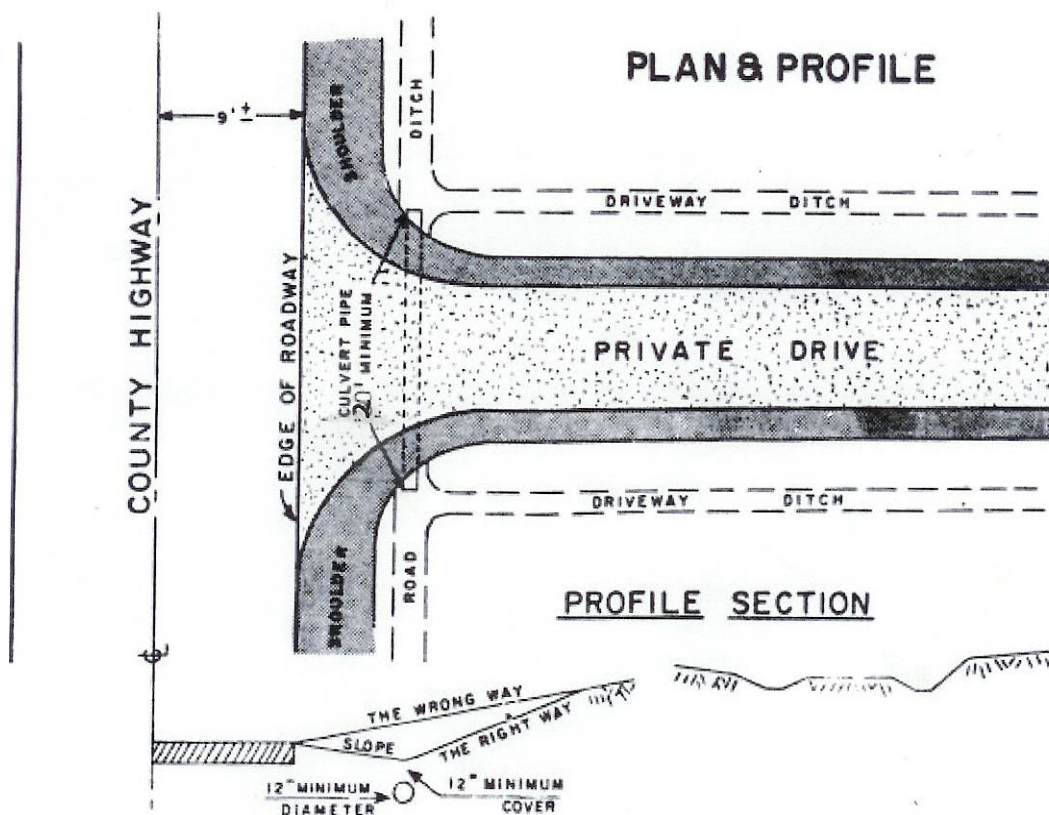 PLAN & PROFILE
9' ±
SHOULDER
DITCH
DRIVEWAY DITCH
COUNTY HIGHWAY
EDGE OF ROADWAY
CULVERT PIPE
20' MINIMUM
PRIVATE DRIVE
DRIVEWAY DITCH
SHOULDER
ROAD
PROFILE SECTION
℄
THE WRONG WAY
SLOPE
THE RIGHT WAY
12" MINIMUM
DIAMETER
12" MINIMUM
COVER